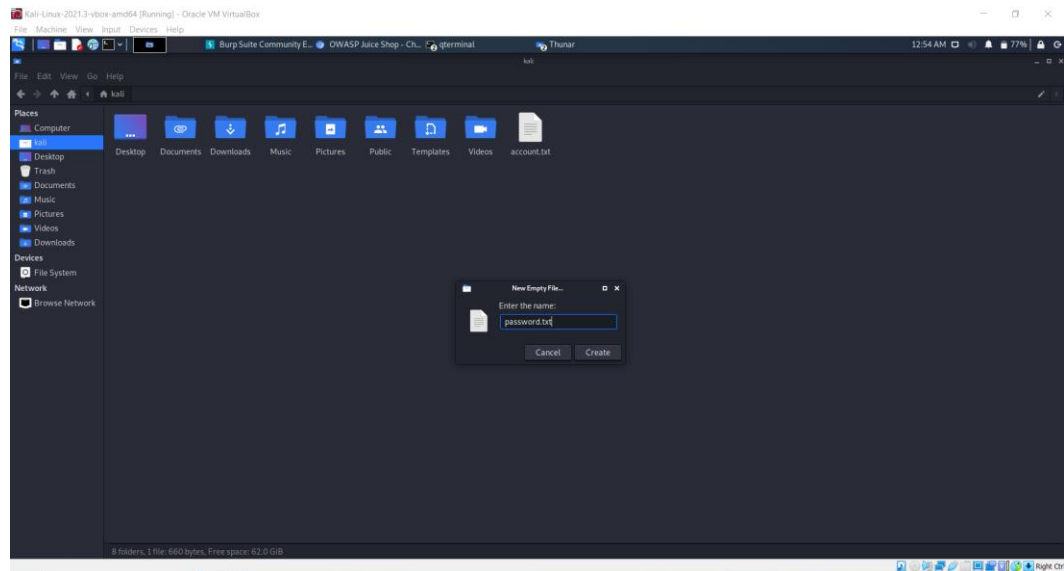 Kali-Linux-2021.3-vbox-amd64 [Running] - Oracle VM VirtualBox
File Machine View Input Devices Help
Burp Suite Community E... OWASP Juice Shop - Ch... qterminal Thunar 12:54 AM 77%
kali
File Edit View Go Help
kali
Places
Computer
kali
Desktop
Trash
Documents
Music
Pictures
Videos
Downloads
Devices
File System
Network
Browse Network
Desktop Documents Downloads Music Pictures Public Templates Videos account.txt
New Empty File...
Enter the name:
password.txt
Cancel Create
8 folders, 1 file: 660 bytes, Free space: 62.0 GiB
Right Ctrl